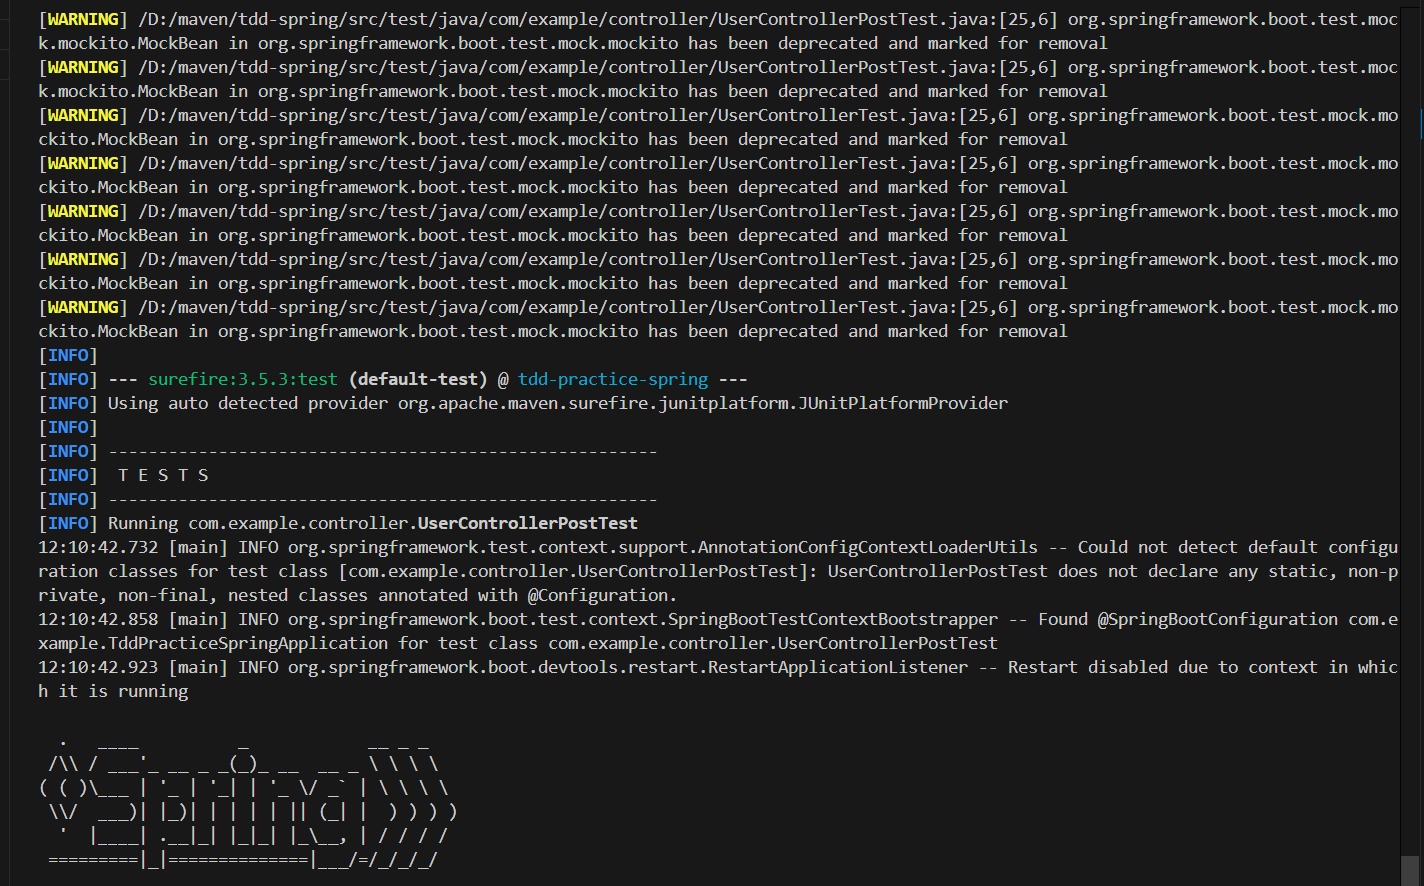 [WARNING] /D:/maven/tdd-spring/src/test/java/com/example/controller/UserControllerPostTest.java:[25,6] org.springframework.boot.test.moc
k.mockito.MockBean in org.springframework.boot.test.mock.mockito has been deprecated and marked for removal
[WARNING] /D:/maven/tdd-spring/src/test/java/com/example/controller/UserControllerPostTest.java:[25,6] org.springframework.boot.test.moc
k.mockito.MockBean in org.springframework.boot.test.mock.mockito has been deprecated and marked for removal
[WARNING] /D:/maven/tdd-spring/src/test/java/com/example/controller/UserControllerTest.java:[25,6] org.springframework.boot.test.mock.mo
ckito.MockBean in org.springframework.boot.test.mock.mockito has been deprecated and marked for removal
[WARNING] /D:/maven/tdd-spring/src/test/java/com/example/controller/UserControllerTest.java:[25,6] org.springframework.boot.test.mock.mo
ckito.MockBean in org.springframework.boot.test.mock.mockito has been deprecated and marked for removal
[WARNING] /D:/maven/tdd-spring/src/test/java/com/example/controller/UserControllerTest.java:[25,6] org.springframework.boot.test.mock.mo
ckito.MockBean in org.springframework.boot.test.mock.mockito has been deprecated and marked for removal
[WARNING] /D:/maven/tdd-spring/src/test/java/com/example/controller/UserControllerTest.java:[25,6] org.springframework.boot.test.mock.mo
ckito.MockBean in org.springframework.boot.test.mock.mockito has been deprecated and marked for removal
[WARNING] /D:/maven/tdd-spring/src/test/java/com/example/controller/UserControllerTest.java:[25,6] org.springframework.boot.test.mock.mo
ckito.MockBean in org.springframework.boot.test.mock.mockito has been deprecated and marked for removal
[INFO]
[INFO] --- surefire:3.5.3:test (default-test) @ tdd-practice-spring ---
[INFO] Using auto detected provider org.apache.maven.surefire.junitplatform.JUnitPlatformProvider
[INFO]
[INFO] -------------------------------------------------------
[INFO]  T E S T S
[INFO] -------------------------------------------------------
[INFO] Running com.example.controller.UserControllerPostTest
12:10:42.732 [main] INFO org.springframework.test.context.support.AnnotationConfigContextLoaderUtils -- Could not detect default configu
ration classes for test class [com.example.controller.UserControllerPostTest]: UserControllerPostTest does not declare any static, non-p
rivate, non-final, nested classes annotated with @Configuration.
12:10:42.858 [main] INFO org.springframework.boot.test.context.SpringBootTestContextBootstrapper -- Found @SpringBootConfiguration com.e
xample.TddPracticeSpringApplication for test class com.example.controller.UserControllerPostTest
12:10:42.923 [main] INFO org.springframework.boot.devtools.restart.RestartApplicationListener -- Restart disabled due to context in whic
h it is running

  .   ____          _            __ _ _
 /\\ / ___'_ __ _ _(_)_ __  __ _ \ \ \ \
( ( )\___ | '_ | '_| | '_ \/ _` | \ \ \ \
 \\/  ___)| |_)| | | | | || (_| |  ) ) ) )
  '  |____| .__|_| |_|_| |_\__, | / / / /
 =========|_|==============|___/=/_/_/_/